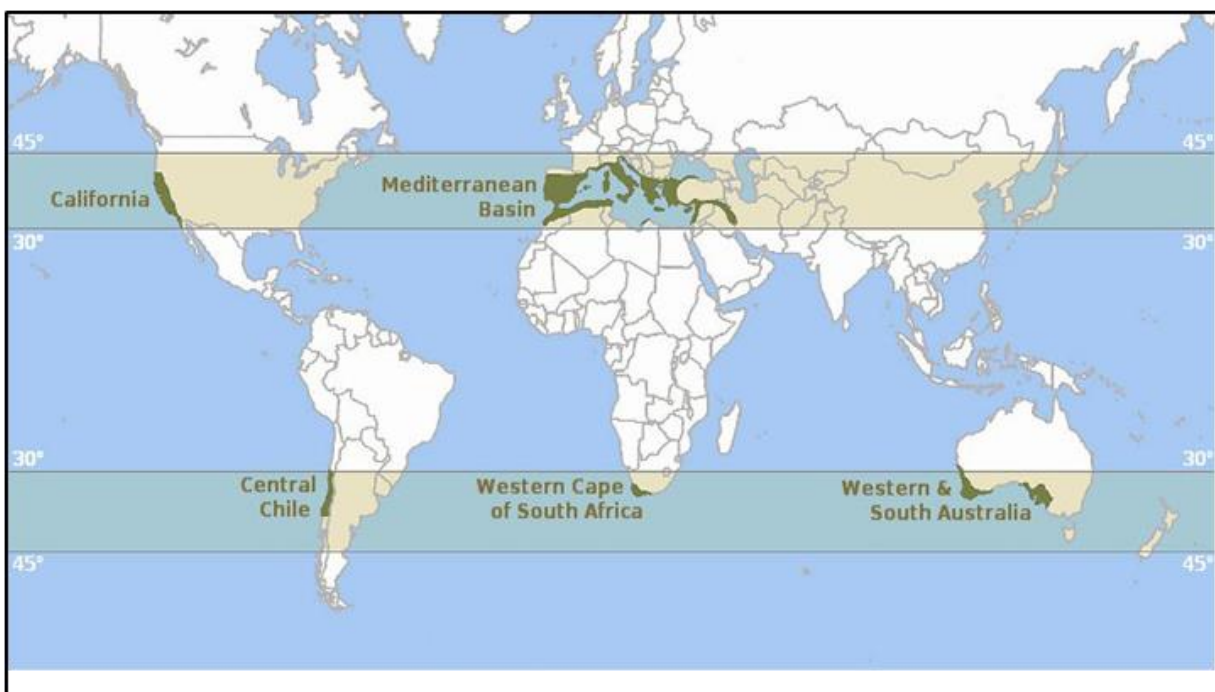 45°
45°
California
Mediterranean
Basin
30°
30°
30°
30°
Central
Chile
Western Cape
of South Africa
Western &
South Australia
45°
45°